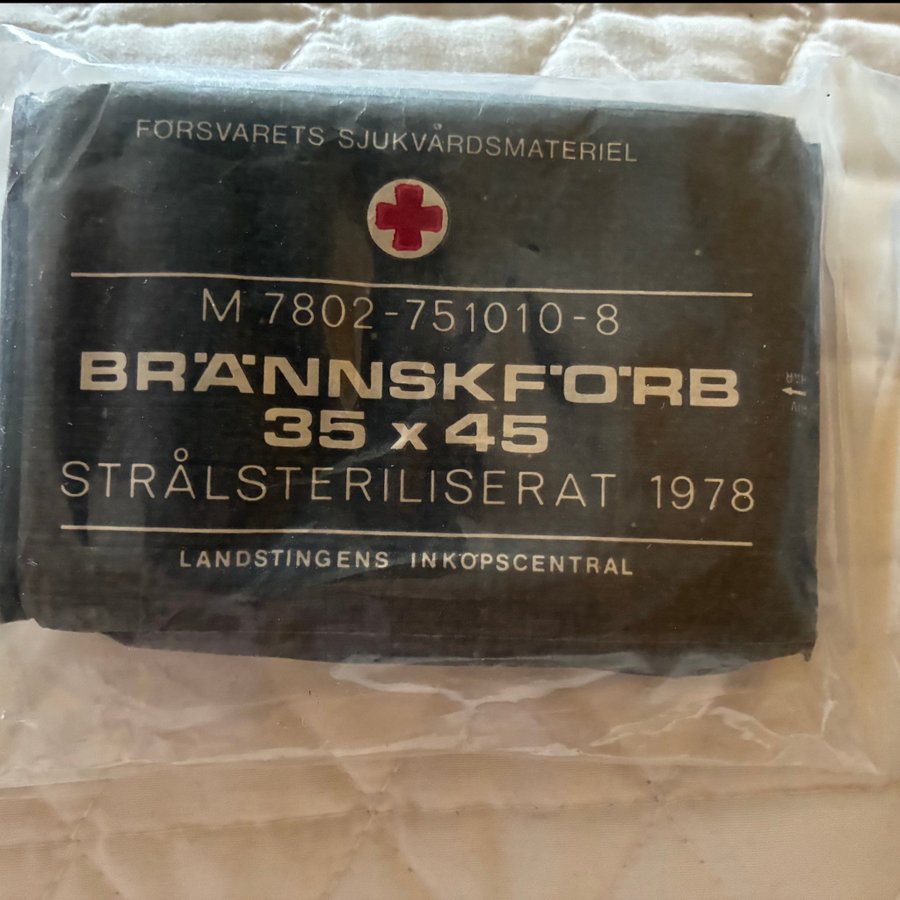 FÖRSVARETS SJUKVÅRDSMATERIEL
M 7802-751010-8
BRÄNNSKFÖRB
35 x 45
STRÅLSTERILISERAT 1978
LANDSTINGENS INKÖPSCENTRAL